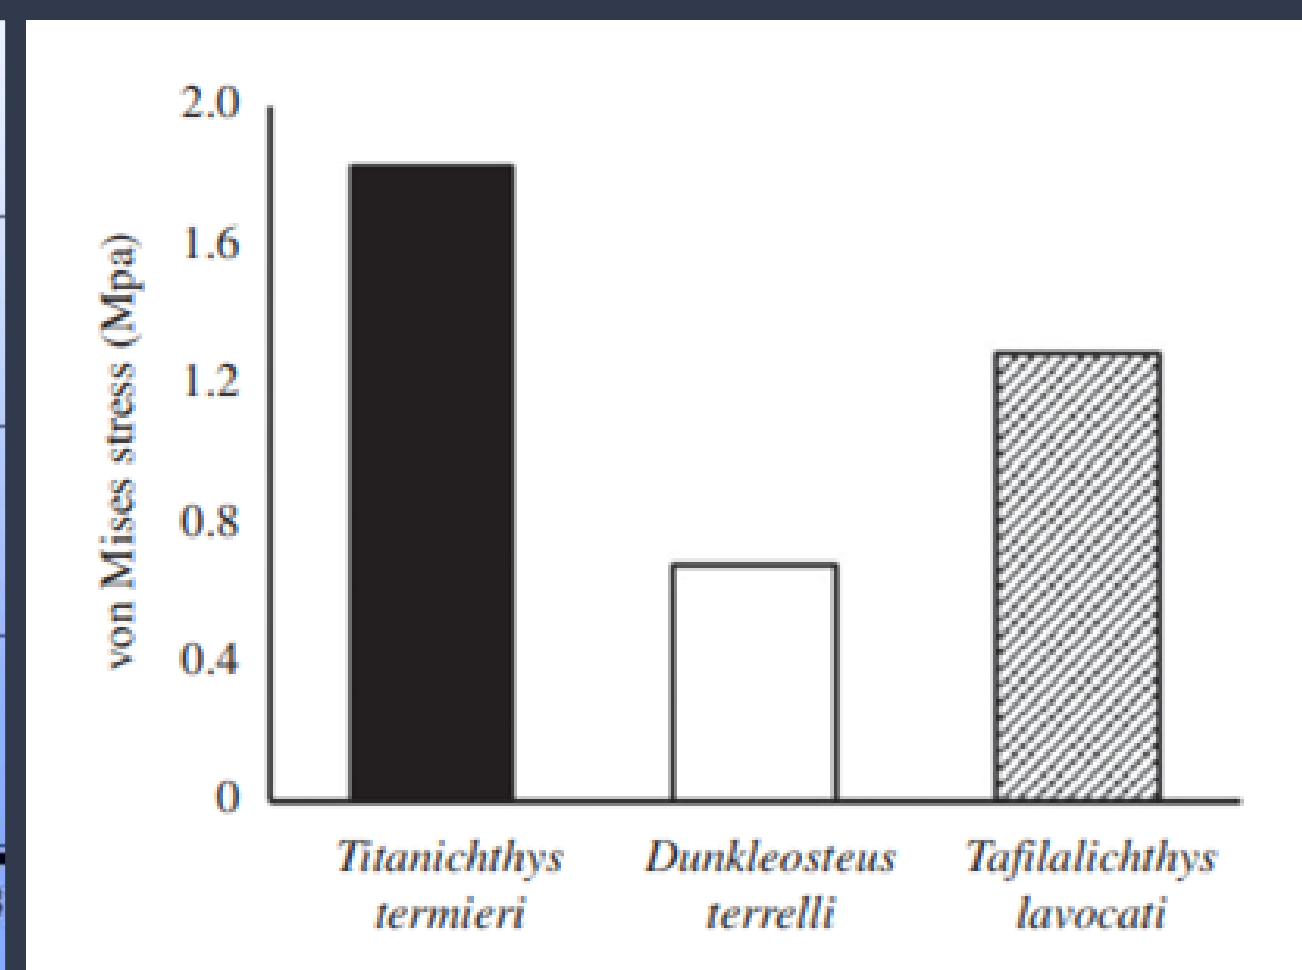 2.0
1.6
1.2
0.8
0.4
0
von Mises stress (Mpa)
Titanichthys termieri
Dunkleosteus terrelli
Tafilalichthys lavocati